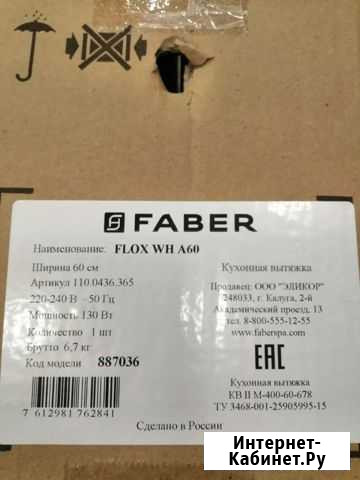 FABER
Наименование: FLOX WH A60
Ширина 60 см
Артикул 110.0436.365
220-240 В ~50 Гц
Мощность 130 Вт
Количество 1 шт
Брутто 6,7 кг
Код модели 887036
Кухонная вытяжка
Продавец: ООО "ЭЛИКОР"
248033, г. Калуга, 2-й
Академический проезд, 13
тел. 8-800-555-12-55
www.faberspa.com
EAC
Кухонная вытяжка
КВ II М-400-60-678
ТУ 3468-001-25905995-15
7 612981 762841
Сделано в России
Интернет-
Кабинет.Ру